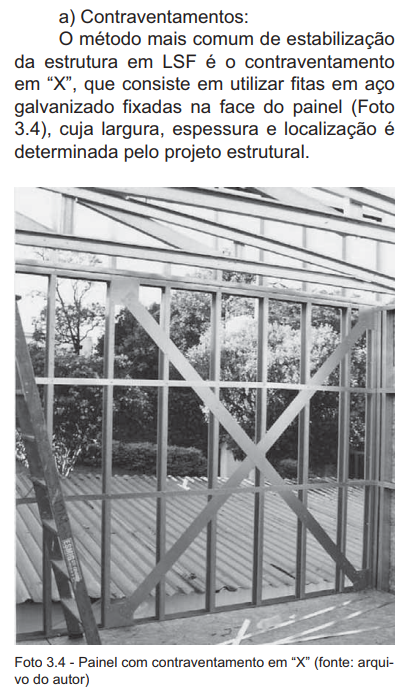 a) Contraventamentos:
O método mais comum de estabilização
da estrutura em LSF é o contraventamento
em “X”, que consiste em utilizar fitas em aço
galvanizado fixadas na face do painel (Foto
3.4), cuja largura, espessura e localização é
determinada pelo projeto estrutural.
Foto 3.4 - Painel com contraventamento em “X” (fonte: arqui-
vo do autor)